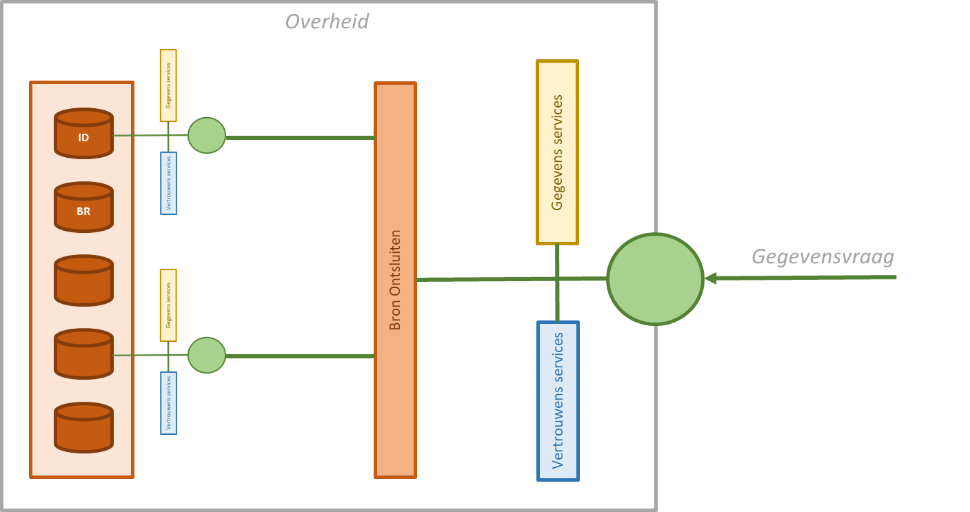 Overheid
Gegevens services
ID
Vertrouwens services
BR
Gegevens services
Vertrouwens services
Bron Ontsluiten
Gegevens services
Vertrouwens services
Gegevensvraag